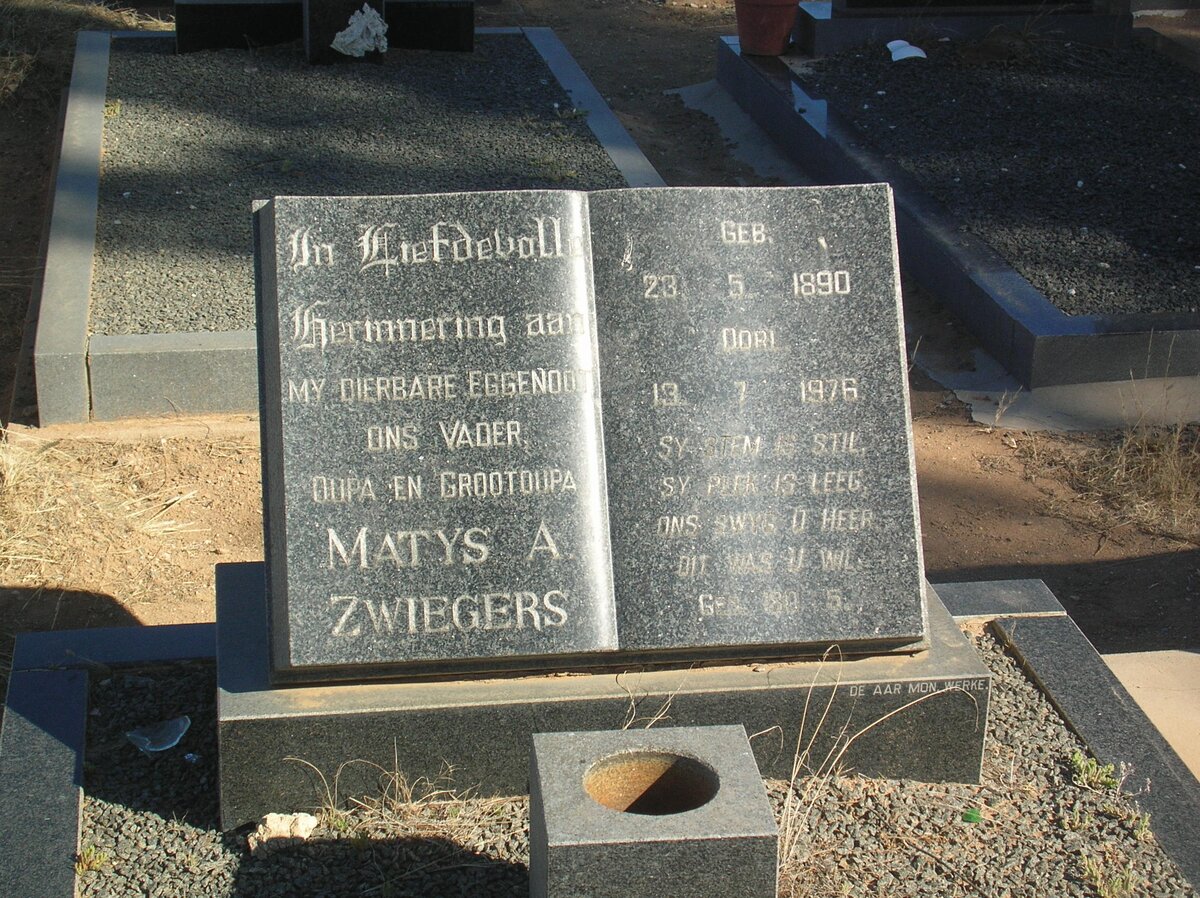 In Liefdevolle
Herinnering aan
MY DIERBARE EGGENOOT
ONS VADER,
OUPA EN GROOTOUPA
MATYS A.
ZWIEGERS
GEB.
23. 5. 1890
OORL.
13. 7. 1976
SY STEM IS STIL,
SY PLEK IS LEEG,
ONS SWYG O HEER
DIT WAS U WIL.
GES. 5.
DE AAR MON. WERKE.